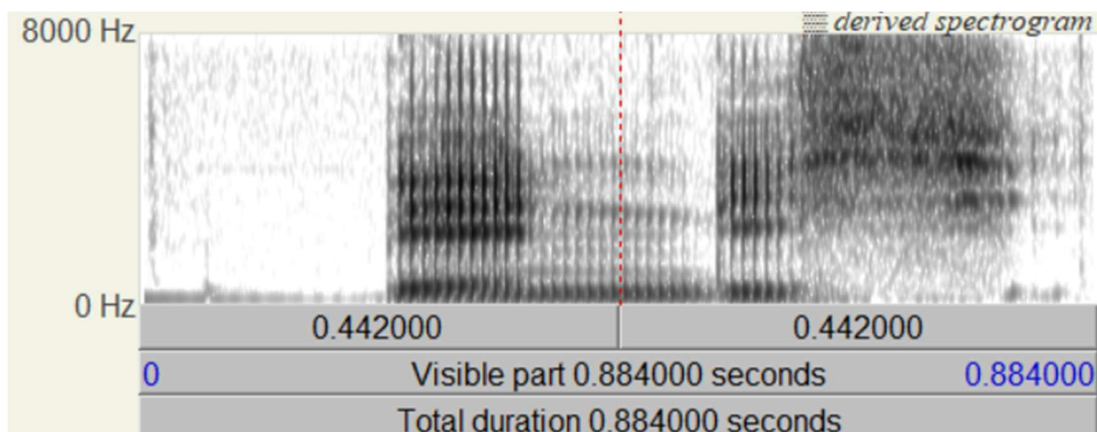 8000 Hz derived spectrogram
0 Hz
0.442000 0.442000
0 Visible part 0.884000 seconds 0.884000
Total duration 0.884000 seconds